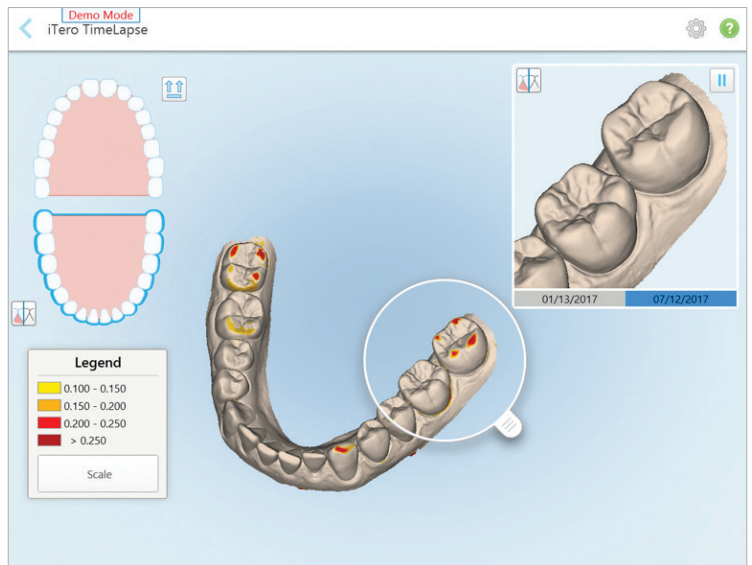 Demo Mode
iTero TimeLapse
?
01/13/2017 07/12/2017
Legend
0.100 - 0.150
0.150 - 0.200
0.200 - 0.250
> 0.250
Scale